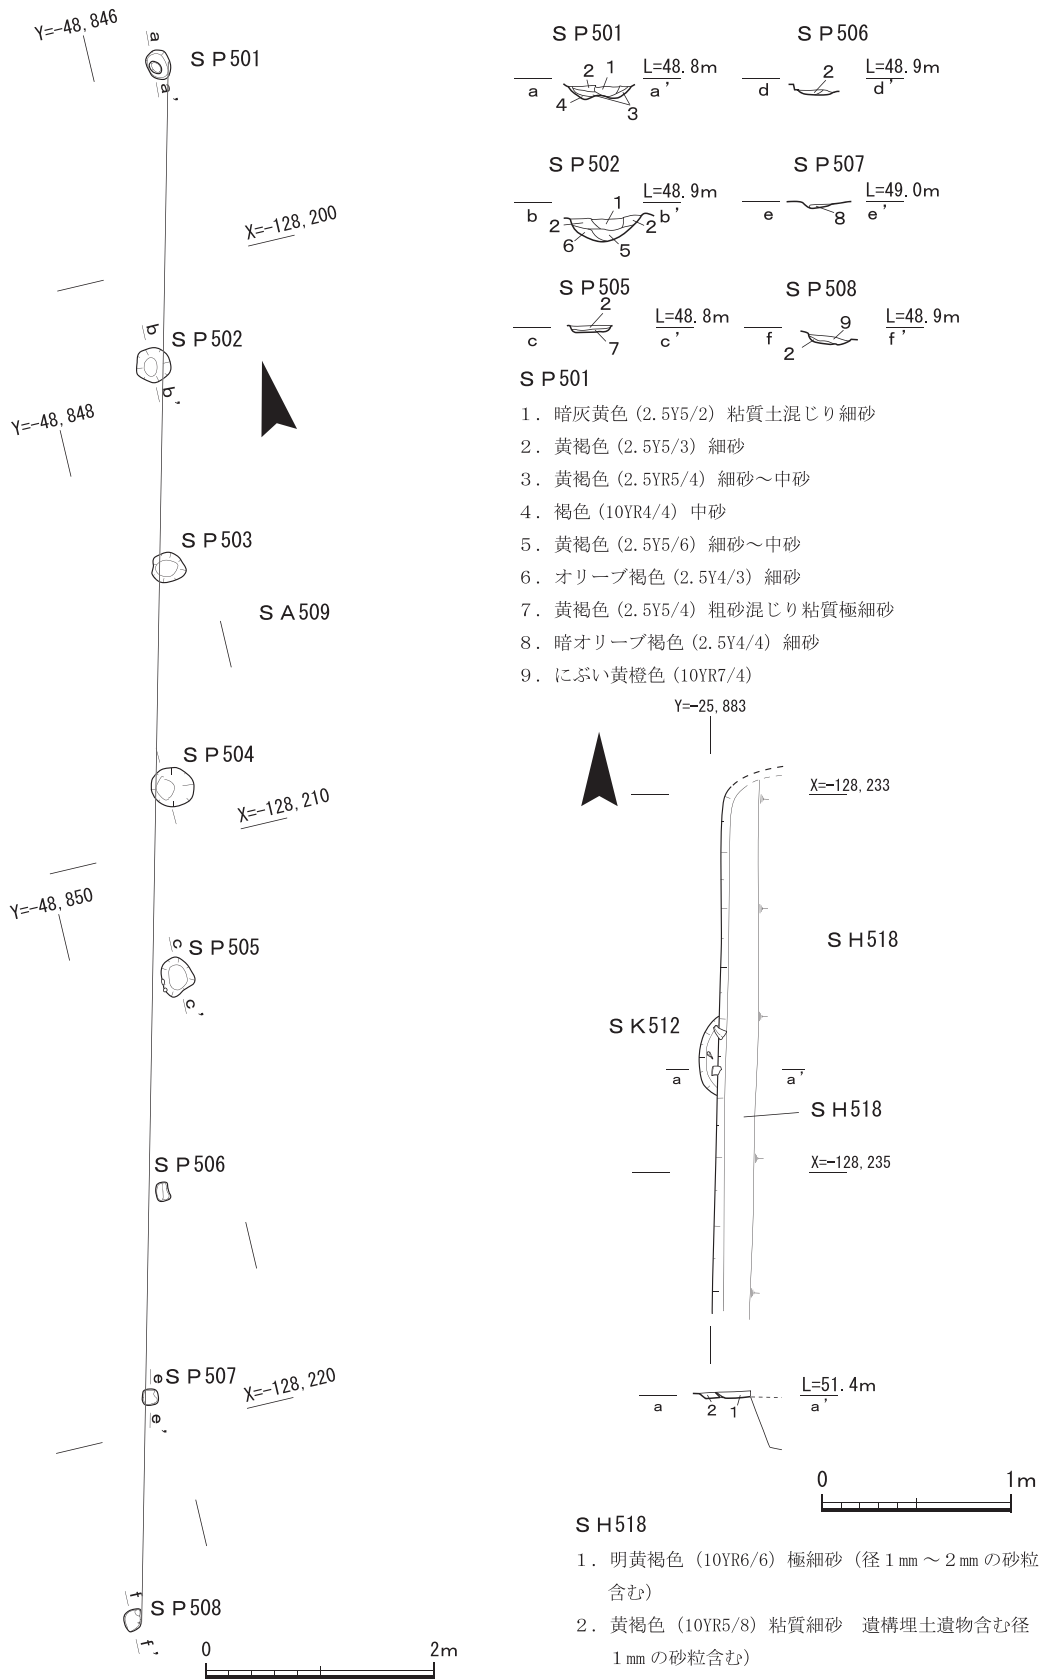 Y=-48,846
a
SP501
a'
X=-128,200
b
SP502
b'
Y=-48,848
SP503
SA509
SP504
X=-128,210
Y=-48,850
c
SP505
c'
SP506
e
SP507
e'
X=-128,220
f
SP508
f'
0 2m
SP501
2 1
L=48.8m
a a'
4 3
SP506
2
L=48.9m
d d'
SP502
1
L=48.9m
b b'
2 2
6 5
SP507
L=49.0m
e 8 e'
SP505
2
L=48.8m
c 7 c'
SP508
9
L=48.9m
f f'
2
SP501
1．暗灰黄色(2.5Y5/2) 粘質土混じり細砂
2．黄褐色(2.5Y5/3) 細砂
3．黄褐色(2.5YR5/4) 細砂～中砂
4．褐色(10YR4/4) 中砂
5．黄褐色(2.5Y5/6) 細砂～中砂
6．オリーブ褐色(2.5Y4/3) 細砂
7．黄褐色(2.5Y5/4) 粗砂混じり粘質極細砂
8．暗オリーブ褐色(2.5Y4/4) 細砂
9．にぶい黄橙色(10YR7/4)
Y=-25,883
X=-128,233
SH518
SK512
a a'
SH518
X=-128,235
L=51.4m
a 2 1 a'
0 1m
SH518
1．明黄褐色 (10YR6/6) 極細砂（径１㎜～２㎜の砂粒
含む）
2．黄褐色 (10YR5/8) 粘質細砂　遺構埋土遺物含む径
１㎜の砂粒含む）